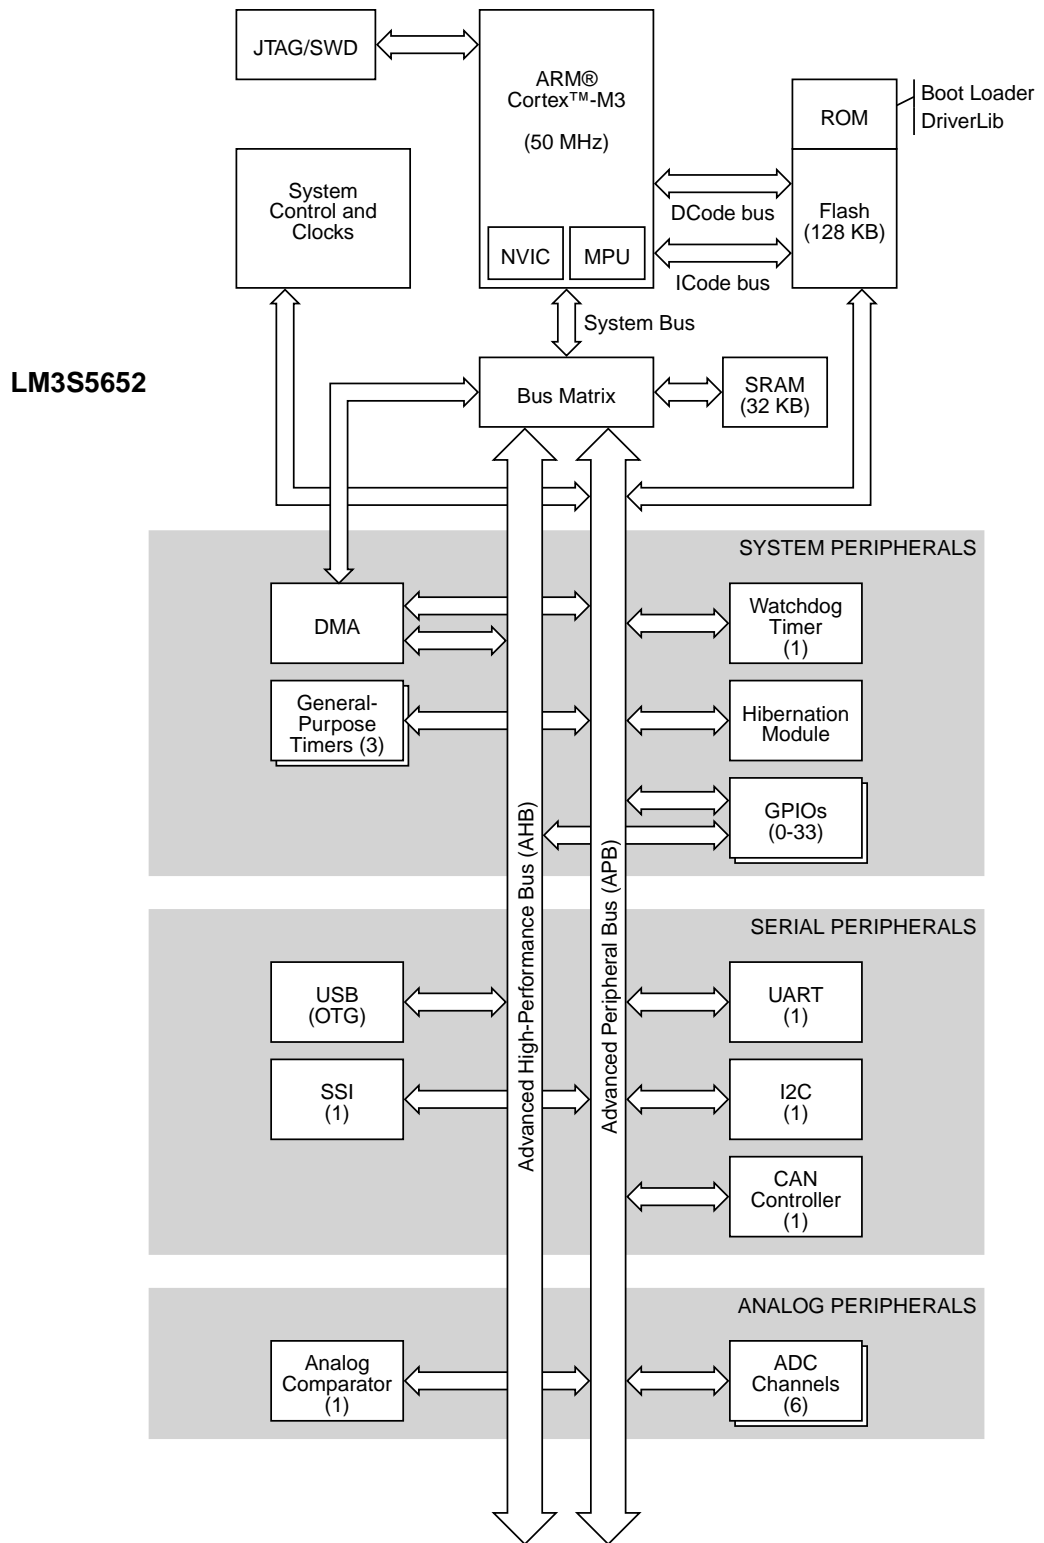 JTAG/SWD
ARM®
Cortex™-M3
(50 MHz)
NVIC
MPU
ROM
Boot Loader
DriverLib
Flash
(128 KB)
DCode bus
ICode bus
System
Control and
Clocks
System Bus
LM3S5652
Bus Matrix
SRAM
(32 KB)
SYSTEM PERIPHERALS
DMA
Watchdog
Timer
(1)
General-
Purpose
Timers (3)
Hibernation
Module
GPIOs
(0-33)
Advanced High-Performance Bus (AHB)
Advanced Peripheral Bus (APB)
SERIAL PERIPHERALS
USB
(OTG)
UART
(1)
SSI
(1)
I2C
(1)
CAN
Controller
(1)
ANALOG PERIPHERALS
Analog
Comparator
(1)
ADC
Channels
(6)